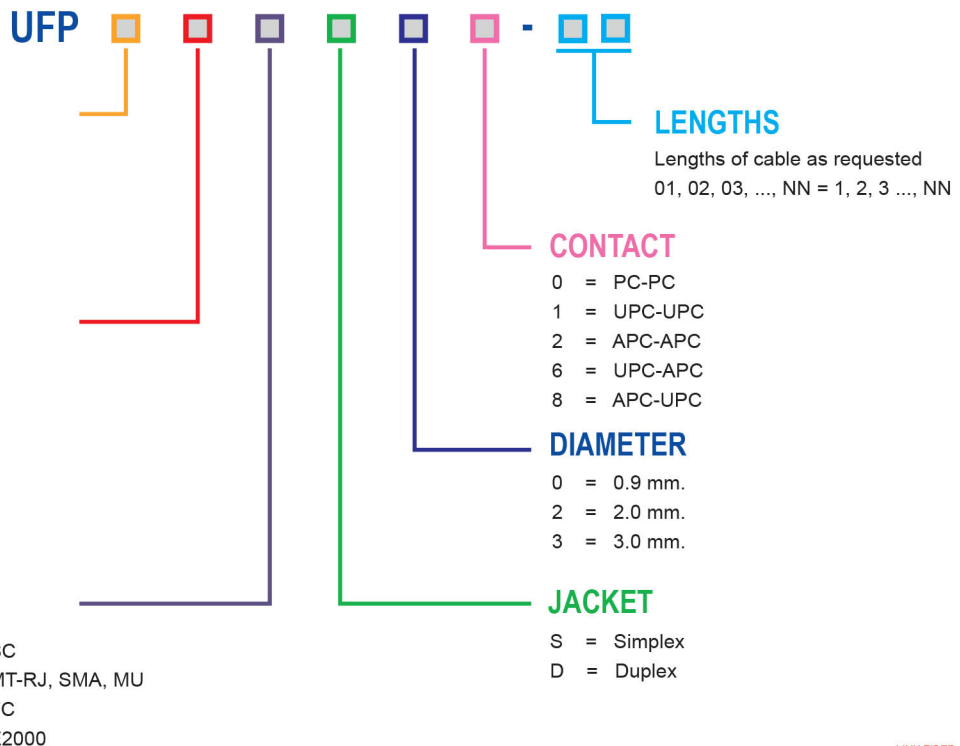 UFP -
LENGTHS
Lengths of cable as requested
01, 02, 03, ..., NN = 1, 2, 3 ..., NN
CONTACT
0 = PC-PC
1 = UPC-UPC
2 = APC-APC
6 = UPC-APC
8 = APC-UPC
DIAMETER
0 = 0.9 mm.
2 = 2.0 mm.
3 = 3.0 mm.
JACKET
S = Simplex
D = Duplex
MT-RJ, SMA, MU
E2000